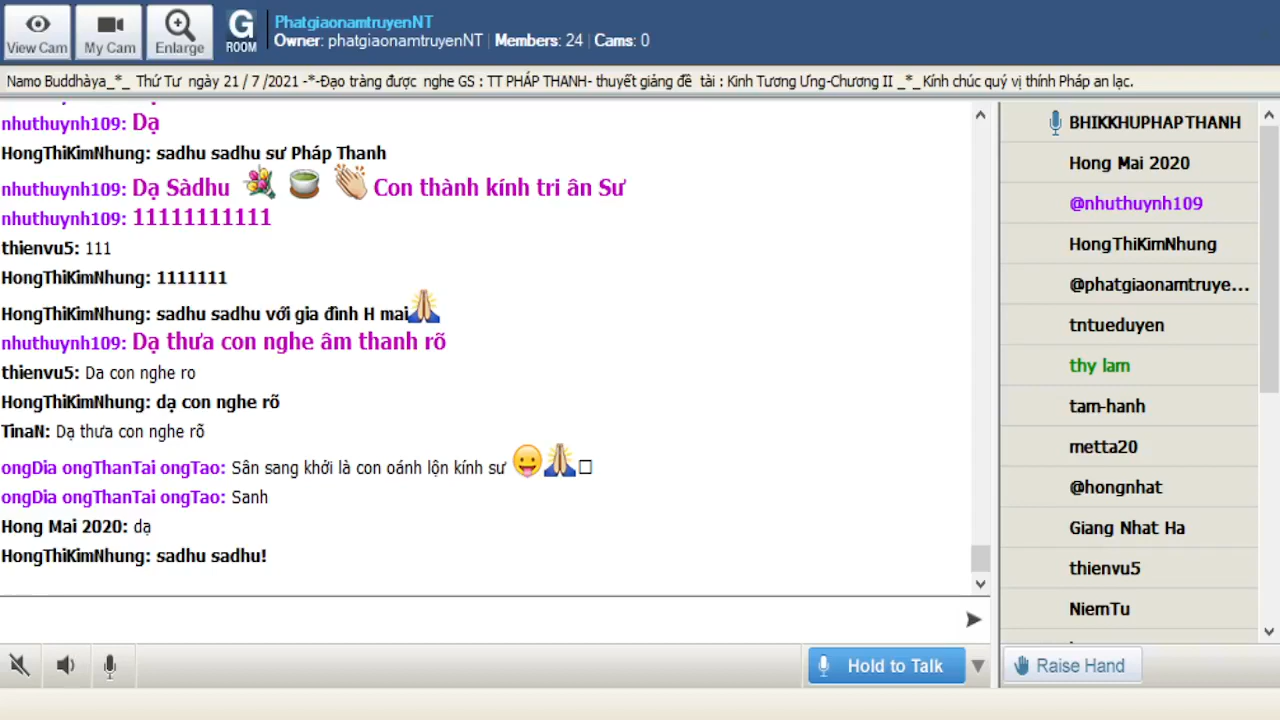 View Cam
My Cam
Enlarge
G
ROOM
PhatgiaonamtruyenNT
Owner: phatgiaonamtruyenNT | Members: 24 | Cams: 0
Namo Buddhàya_*_ Thứ Tư ngày 21 / 7 /2021 -*-Đạo tràng được nghe GS : TT PHÁP THANH- thuyết giảng đề tài : Kinh Tương Ưng-Chương II _*_Kính chúc quý vị thính Pháp an lạc.
nhuthuynh109: Dạ
HongThiKimNhung: sadhu sadhu sư Pháp Thanh
nhuthuynh109: Dạ Sàdhu Con thành kính tri ân Sư
nhuthuynh109: 11111111111
thienvu5: 111
HongThiKimNhung: 1111111
HongThiKimNhung: sadhu sadhu với gia đình H mai
nhuthuynh109: Dạ thưa con nghe âm thanh rõ
thienvu5: Da con nghe ro
HongThiKimNhung: dạ con nghe rõ
TinaN: Dạ thưa con nghe rõ
ongDia ongThanTai ongTao: Sân sang khởi là con oánh lộn kính sư
ongDia ongThanTai ongTao: Sanh
Hong Mai 2020: dạ
HongThiKimNhung: sadhu sadhu!
BHIKKHUPHAPTHANH
Hong Mai 2020
@nhuthuynh109
HongThiKimNhung
@phatgiaonamtruye...
tntueduyen
thy lam
tam-hanh
metta20
@hongnhat
Giang Nhat Ha
thienvu5
NiemTu
Hold to Talk
Raise Hand